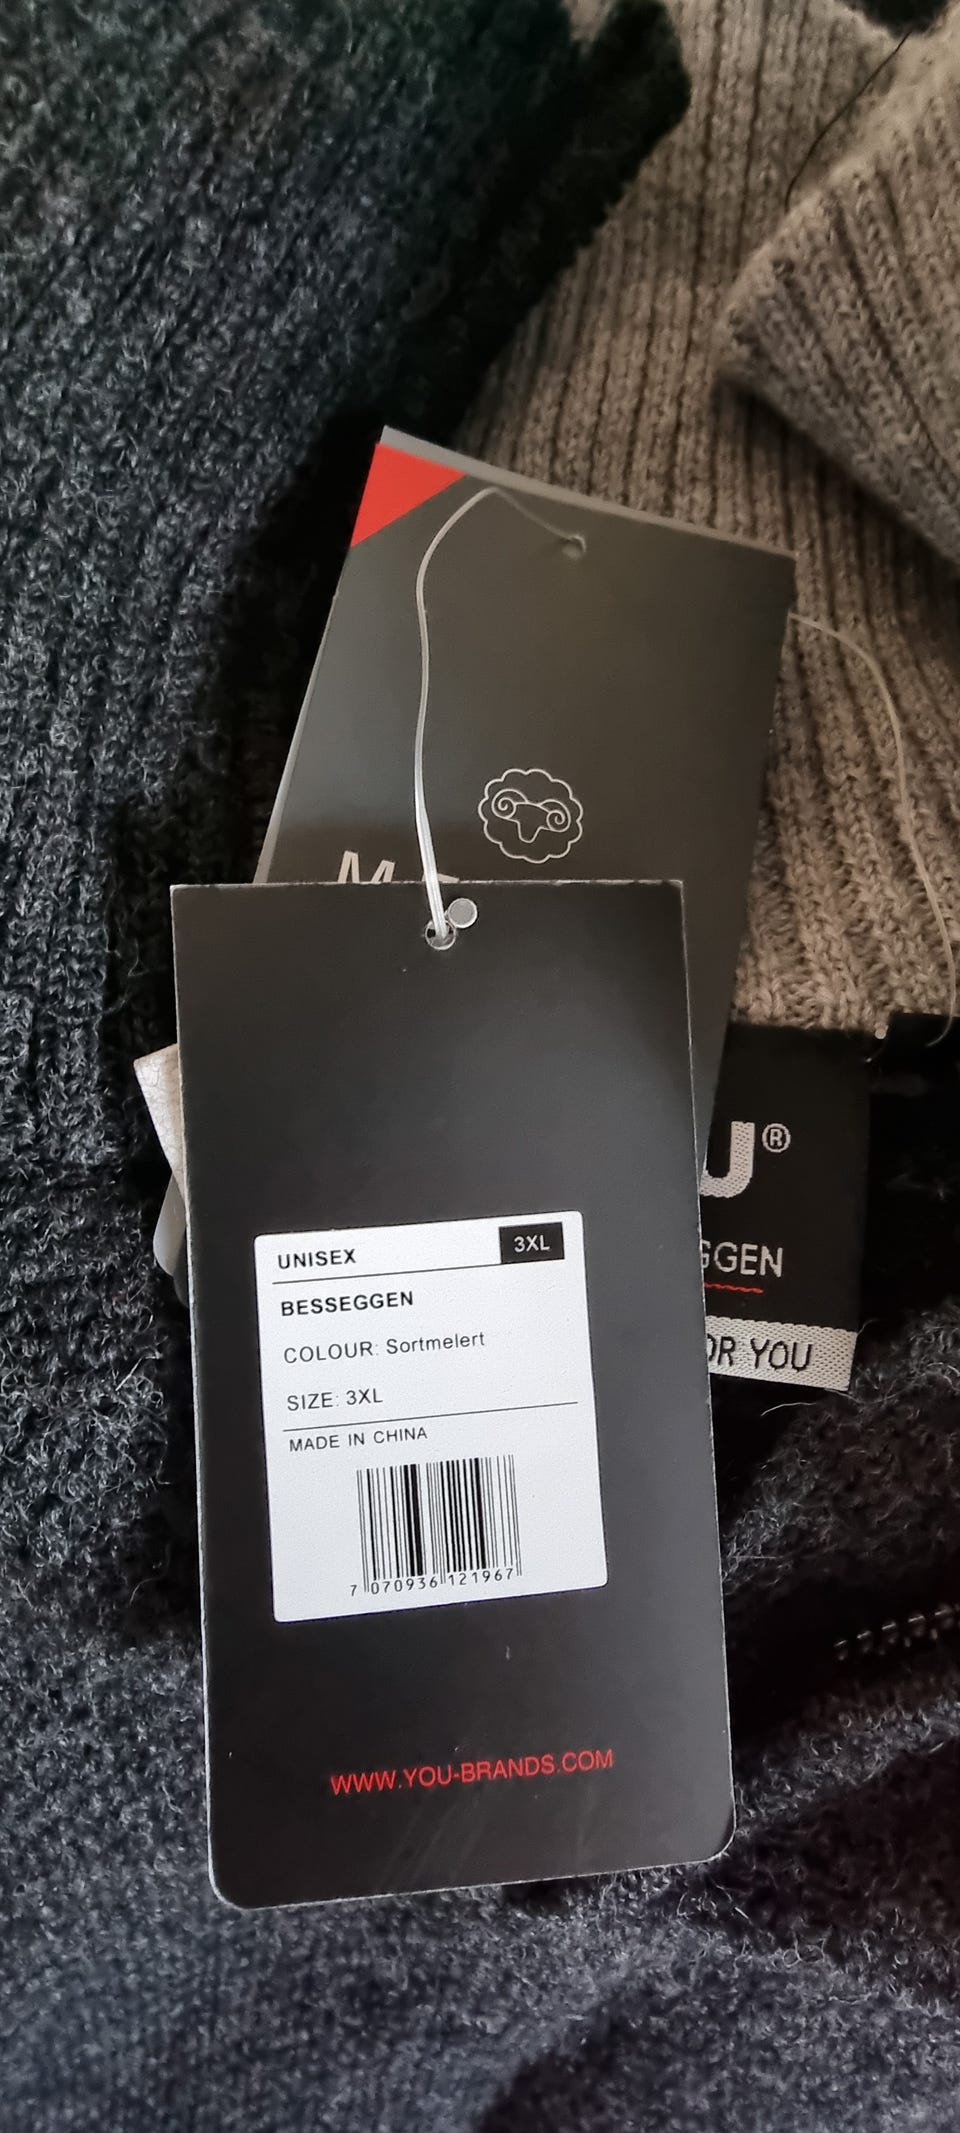 U®
GGEN
OR YOU
UNISEX 3XL
BESSEGGEN
COLOUR: Sortmelert
SIZE: 3XL
MADE IN CHINA
7 070936 121967
WWW.YOU-BRANDS.COM